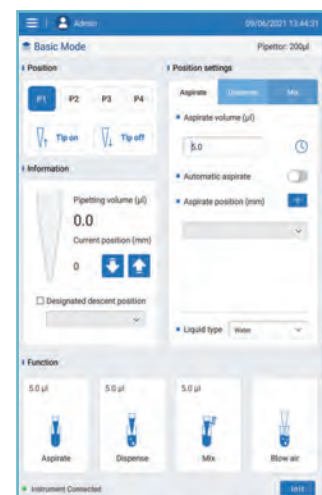 Admin 09/06/2021 13:44:31
Basic Mode Pipettor: 200μl
Position
P1 P2 P3 P4
Tip on Tip off
Information
Pipetting volume (μl)
0.0
Current position (mm)
0
Designated descent position
Position settings
Aspirate Dispense Mix
Aspirate volume (μl)
5.0
Automatic aspirate
Aspirate position (mm)
Liquid type Water
Function
5.0 μl 5.0 μl 5.0 μl
Aspirate Dispense Mix Blow air
Instrument Connected Exit